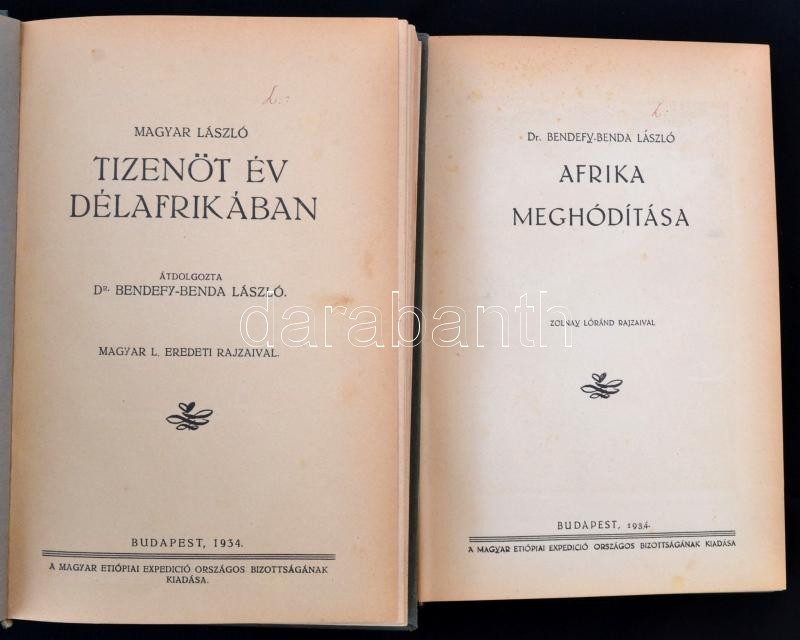 MAGYAR LÁSZLÓ
TIZENÖT ÉV
DÉLAFRIKÁBAN
ÁTDOLGOZTA
Dr. BENDEFY-BENDA LÁSZLÓ.
MAGYAR L. EREDETI RAJZAIVAL.
BUDAPEST, 1934.
A MAGYAR ETIÓPIAI EXPEDICIÓ ORSZÁGOS BIZOTTSÁGÁNAK
KIADÁSA.
Dr. BENDEFY-BENDA LÁSZLÓ
AFRIKA
MEGHÓDÍTÁSA
ZOLNAY LÓRÁND RAJZAIVAL
BUDAPEST, 1934.
A MAGYAR ETIÓPIAI EXPEDICIÓ ORSZÁGOS BIZOTTSÁGÁNAK KIADÁSA
darabanth